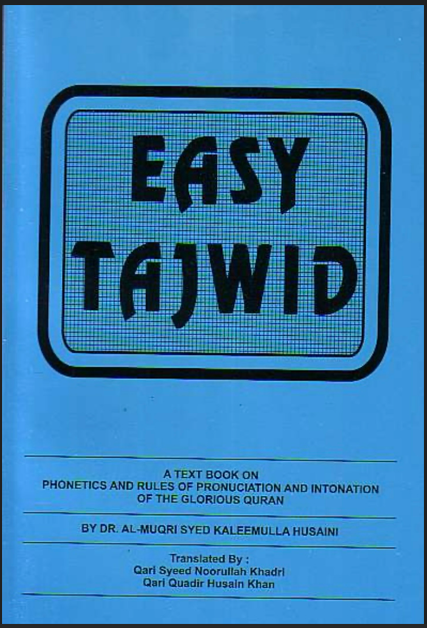 EASY
TAJWID
A TEXT BOOK ON
PHONETICS AND RULES OF PRONUCIATION AND INTONATION
OF THE GLORIOUS QURAN
BY DR. AL-MUQRI SYED KALEEMULLA HUSAINI
Translated By :
Qari Syeed Noorullah Khadri
Qari Quadir Husain Khan